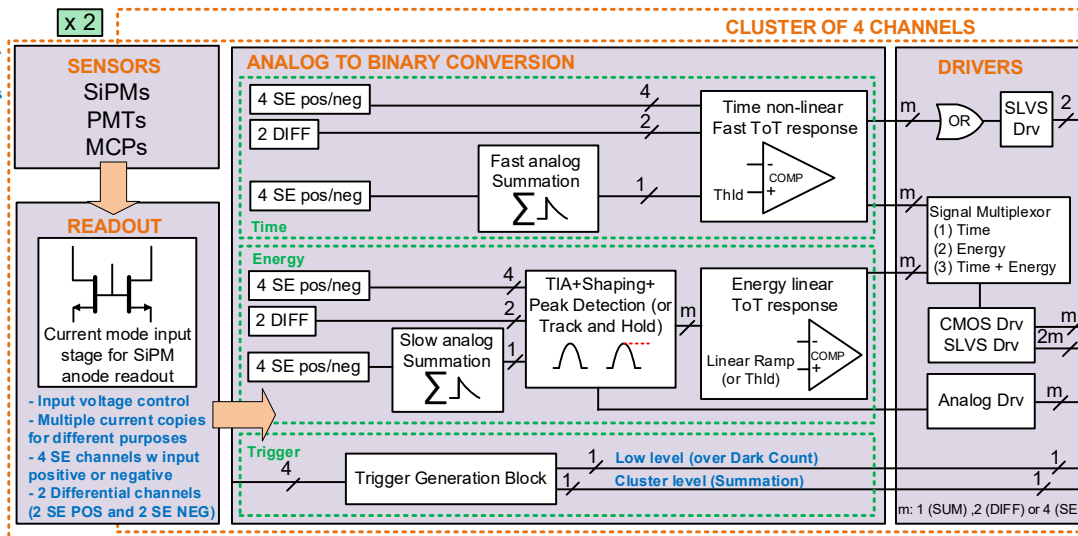 x 2
CLUSTER OF 4 CHANNELS
s
SENSORS
SiPMs
PMTs
MCPs
READOUT
Current mode input
stage for SiPM
anode readout
- Input voltage control
- Multiple current copies
for different purposes
- 4 SE channels w input
positive or negative
- 2 Differential channels
(2 SE POS and 2 SE NEG)
ANALOG TO BINARY CONVERSION
4 SE pos/neg
4
2 DIFF
2
4 SE pos/neg
Fast analog
Summation
∑
1
Time non-linear
Fast ToT response
-
COMP
+
Thld
Time
m
m
Energy
4 SE pos/neg
4
2 DIFF
2
4 SE pos/neg
Slow analog
Summation
∑
1
TIA+Shaping+
Peak Detection (or
Track and Hold)
m
Energy linear
ToT response
-
COMP
+
Linear Ramp
(or Thld)
m
Trigger
4
Trigger Generation Block
1
Low level (over Dark Count)
1
1
Cluster level (Summation)
1
DRIVERS
OR
SLVS
Drv
2
Signal Multiplexor
(1) Time
(2) Energy
(3) Time + Energy
CMOS Drv
SLVS Drv
m
2m
Analog Drv
m
m: 1 (SUM) ,2 (DIFF) or 4 (SE